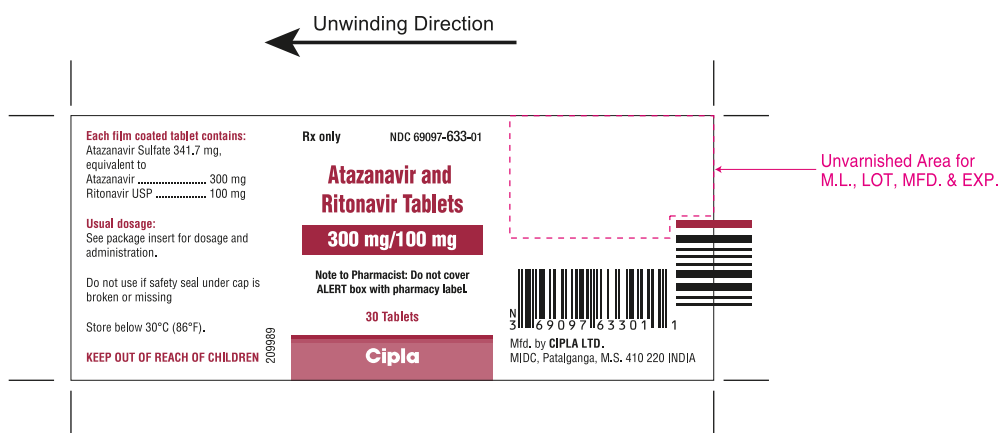 Unwinding Direction
Each film coated tablet contains:
Atazanavir Sulfate 341.7 mg,
equivalent to
Atazanavir ..................... 300 mg
Ritonavir USP ............... 100 mg
Usual dosage:
See package insert for dosage and
administration.
Do not use if safety seal under cap is
broken or missing
Store below 30°C (86°F).
KEEP OUT OF REACH OF CHILDREN
209989
Rx only NDC 69097-633-01
Atazanavir and
Ritonavir Tablets
300 mg/100 mg
Note to Pharmacist: Do not cover
ALERT box with pharmacy label.
30 Tablets
Cipla
N
3 69097 63301 1
Mfd. by CIPLA LTD.
MIDC, Patalganga, M.S. 410 220 INDIA
Unvarnished Area for
M.L., LOT, MFD. & EXP.